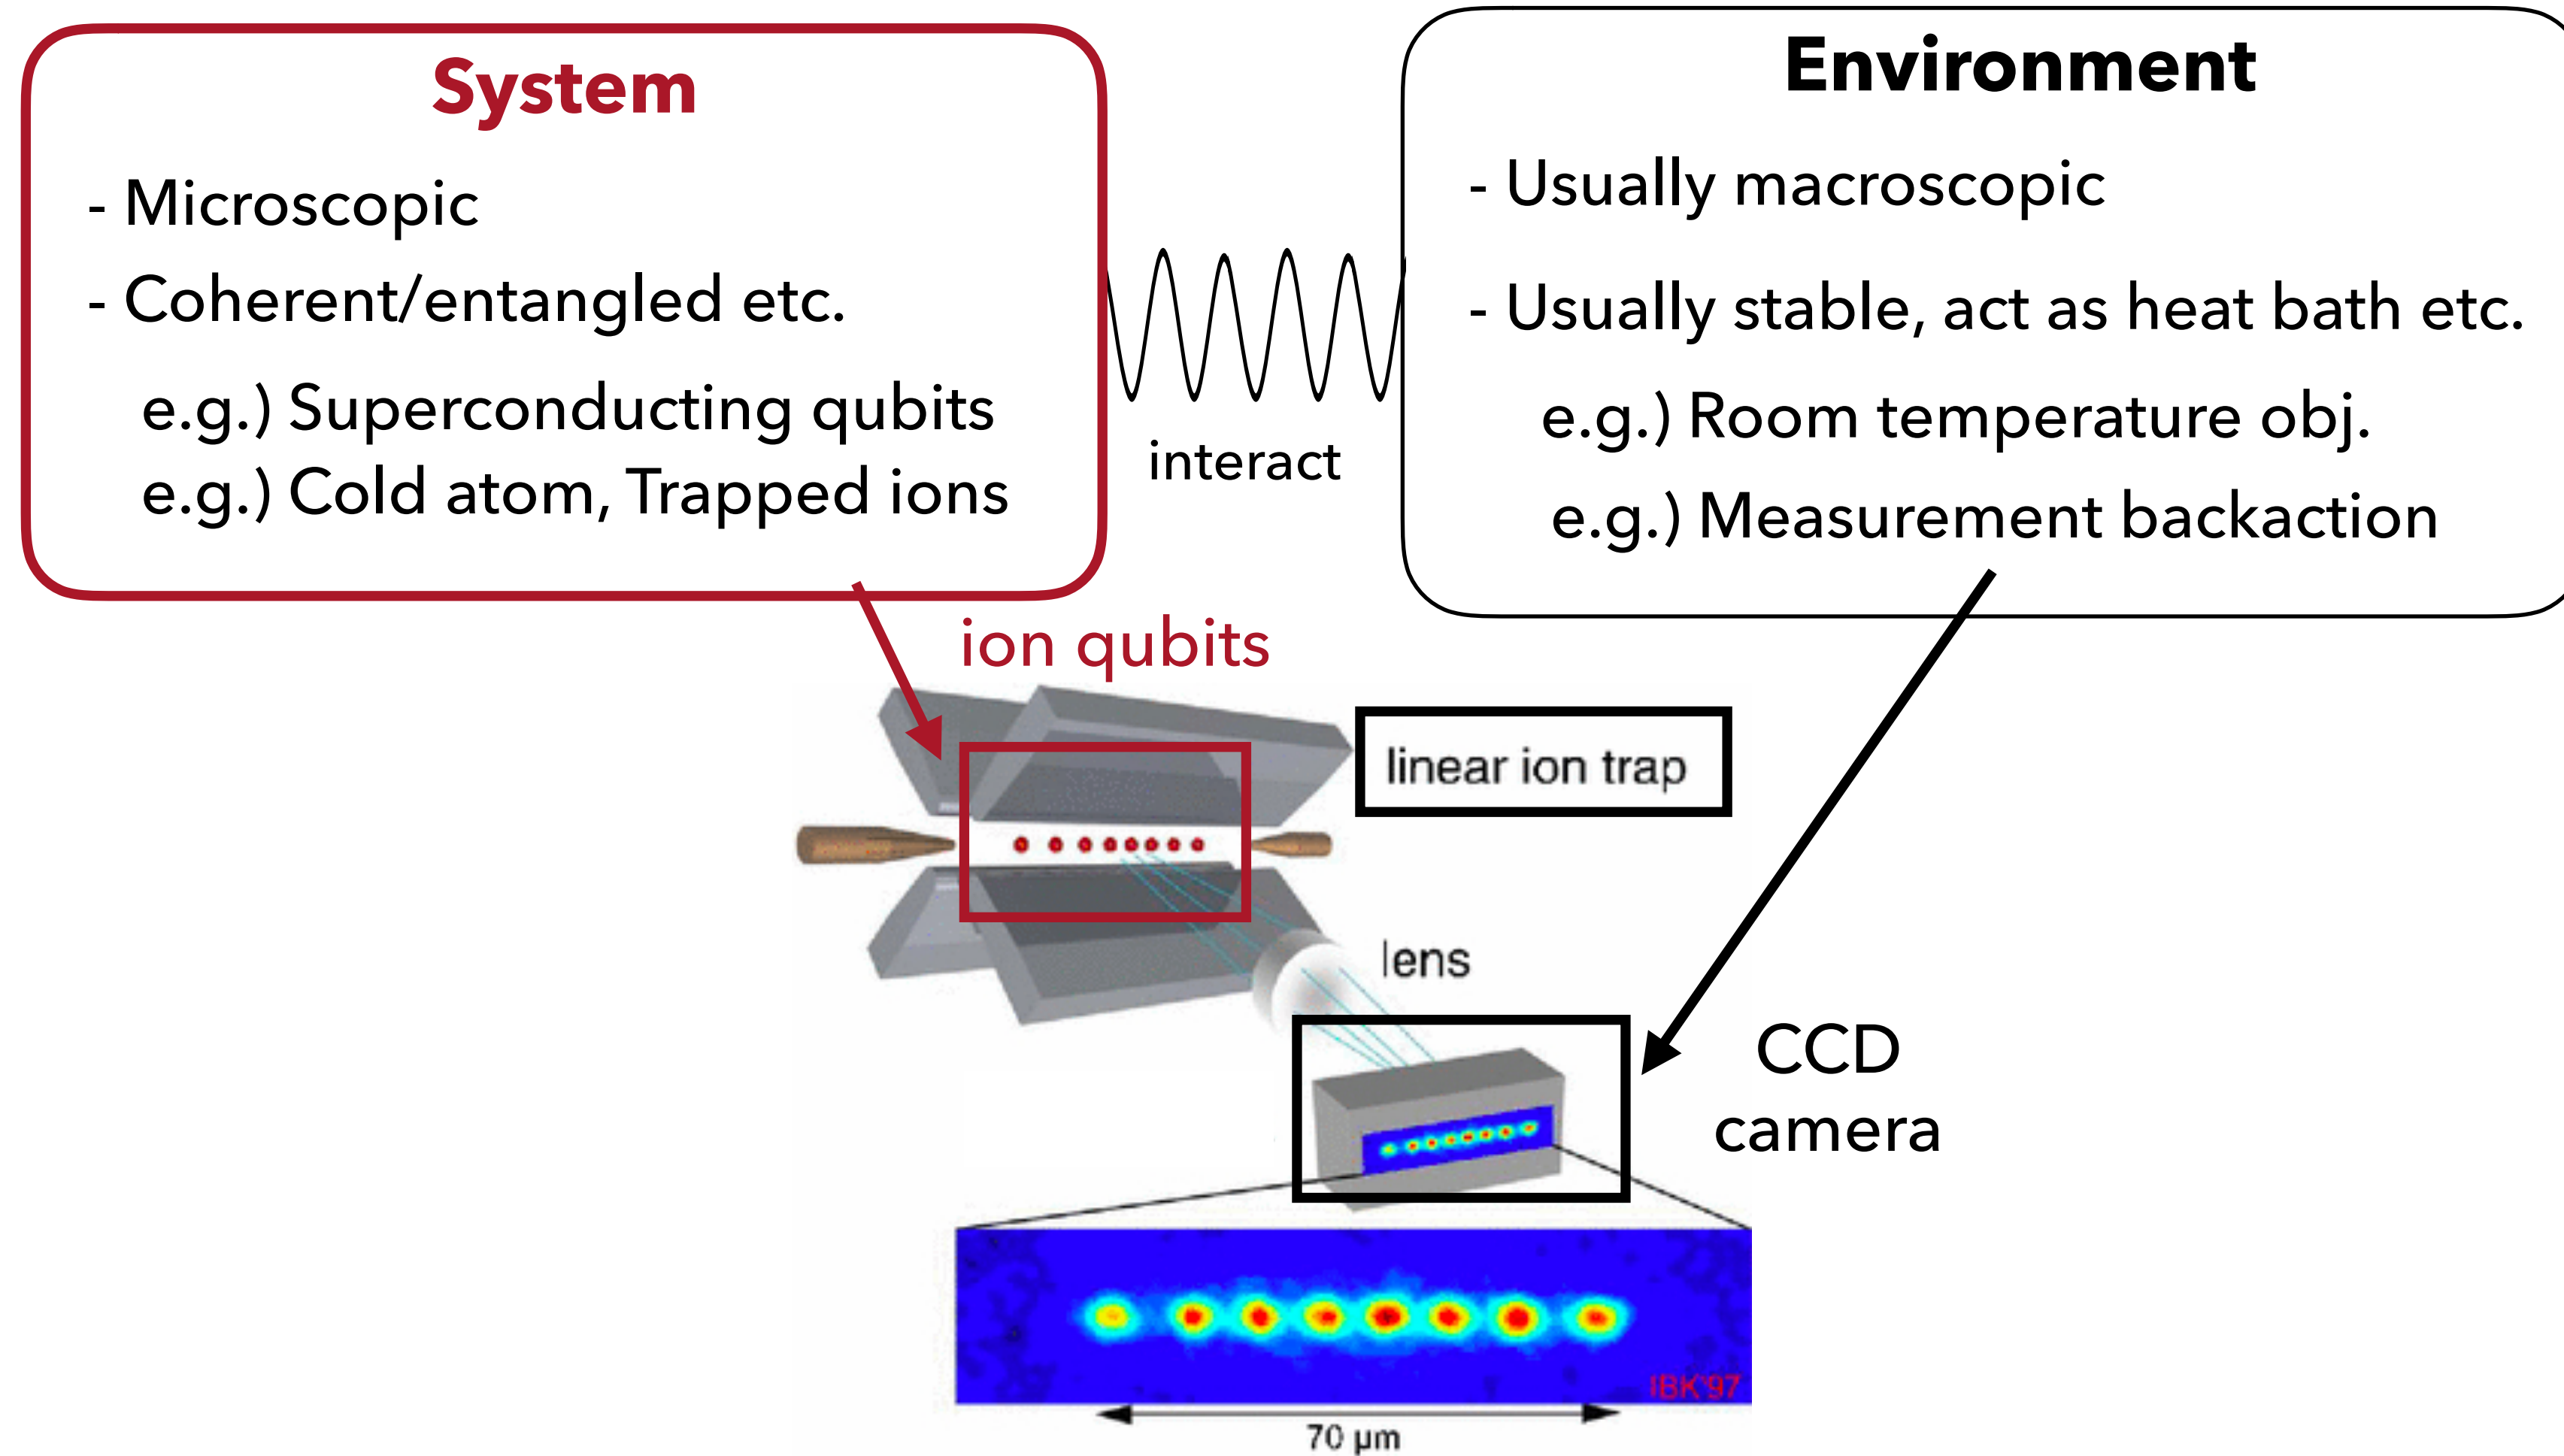 System
- Microscopic
- Coherent/entangled etc.
e.g.) Superconducting qubits
e.g.) Cold atom, Trapped ions
interact
Environment
- Usually macroscopic
- Usually stable, act as heat bath etc.
e.g.) Room temperature obj.
e.g.) Measurement backaction
ion qubits
linear ion trap
lens
CCD
camera
IBK'97
70 µm